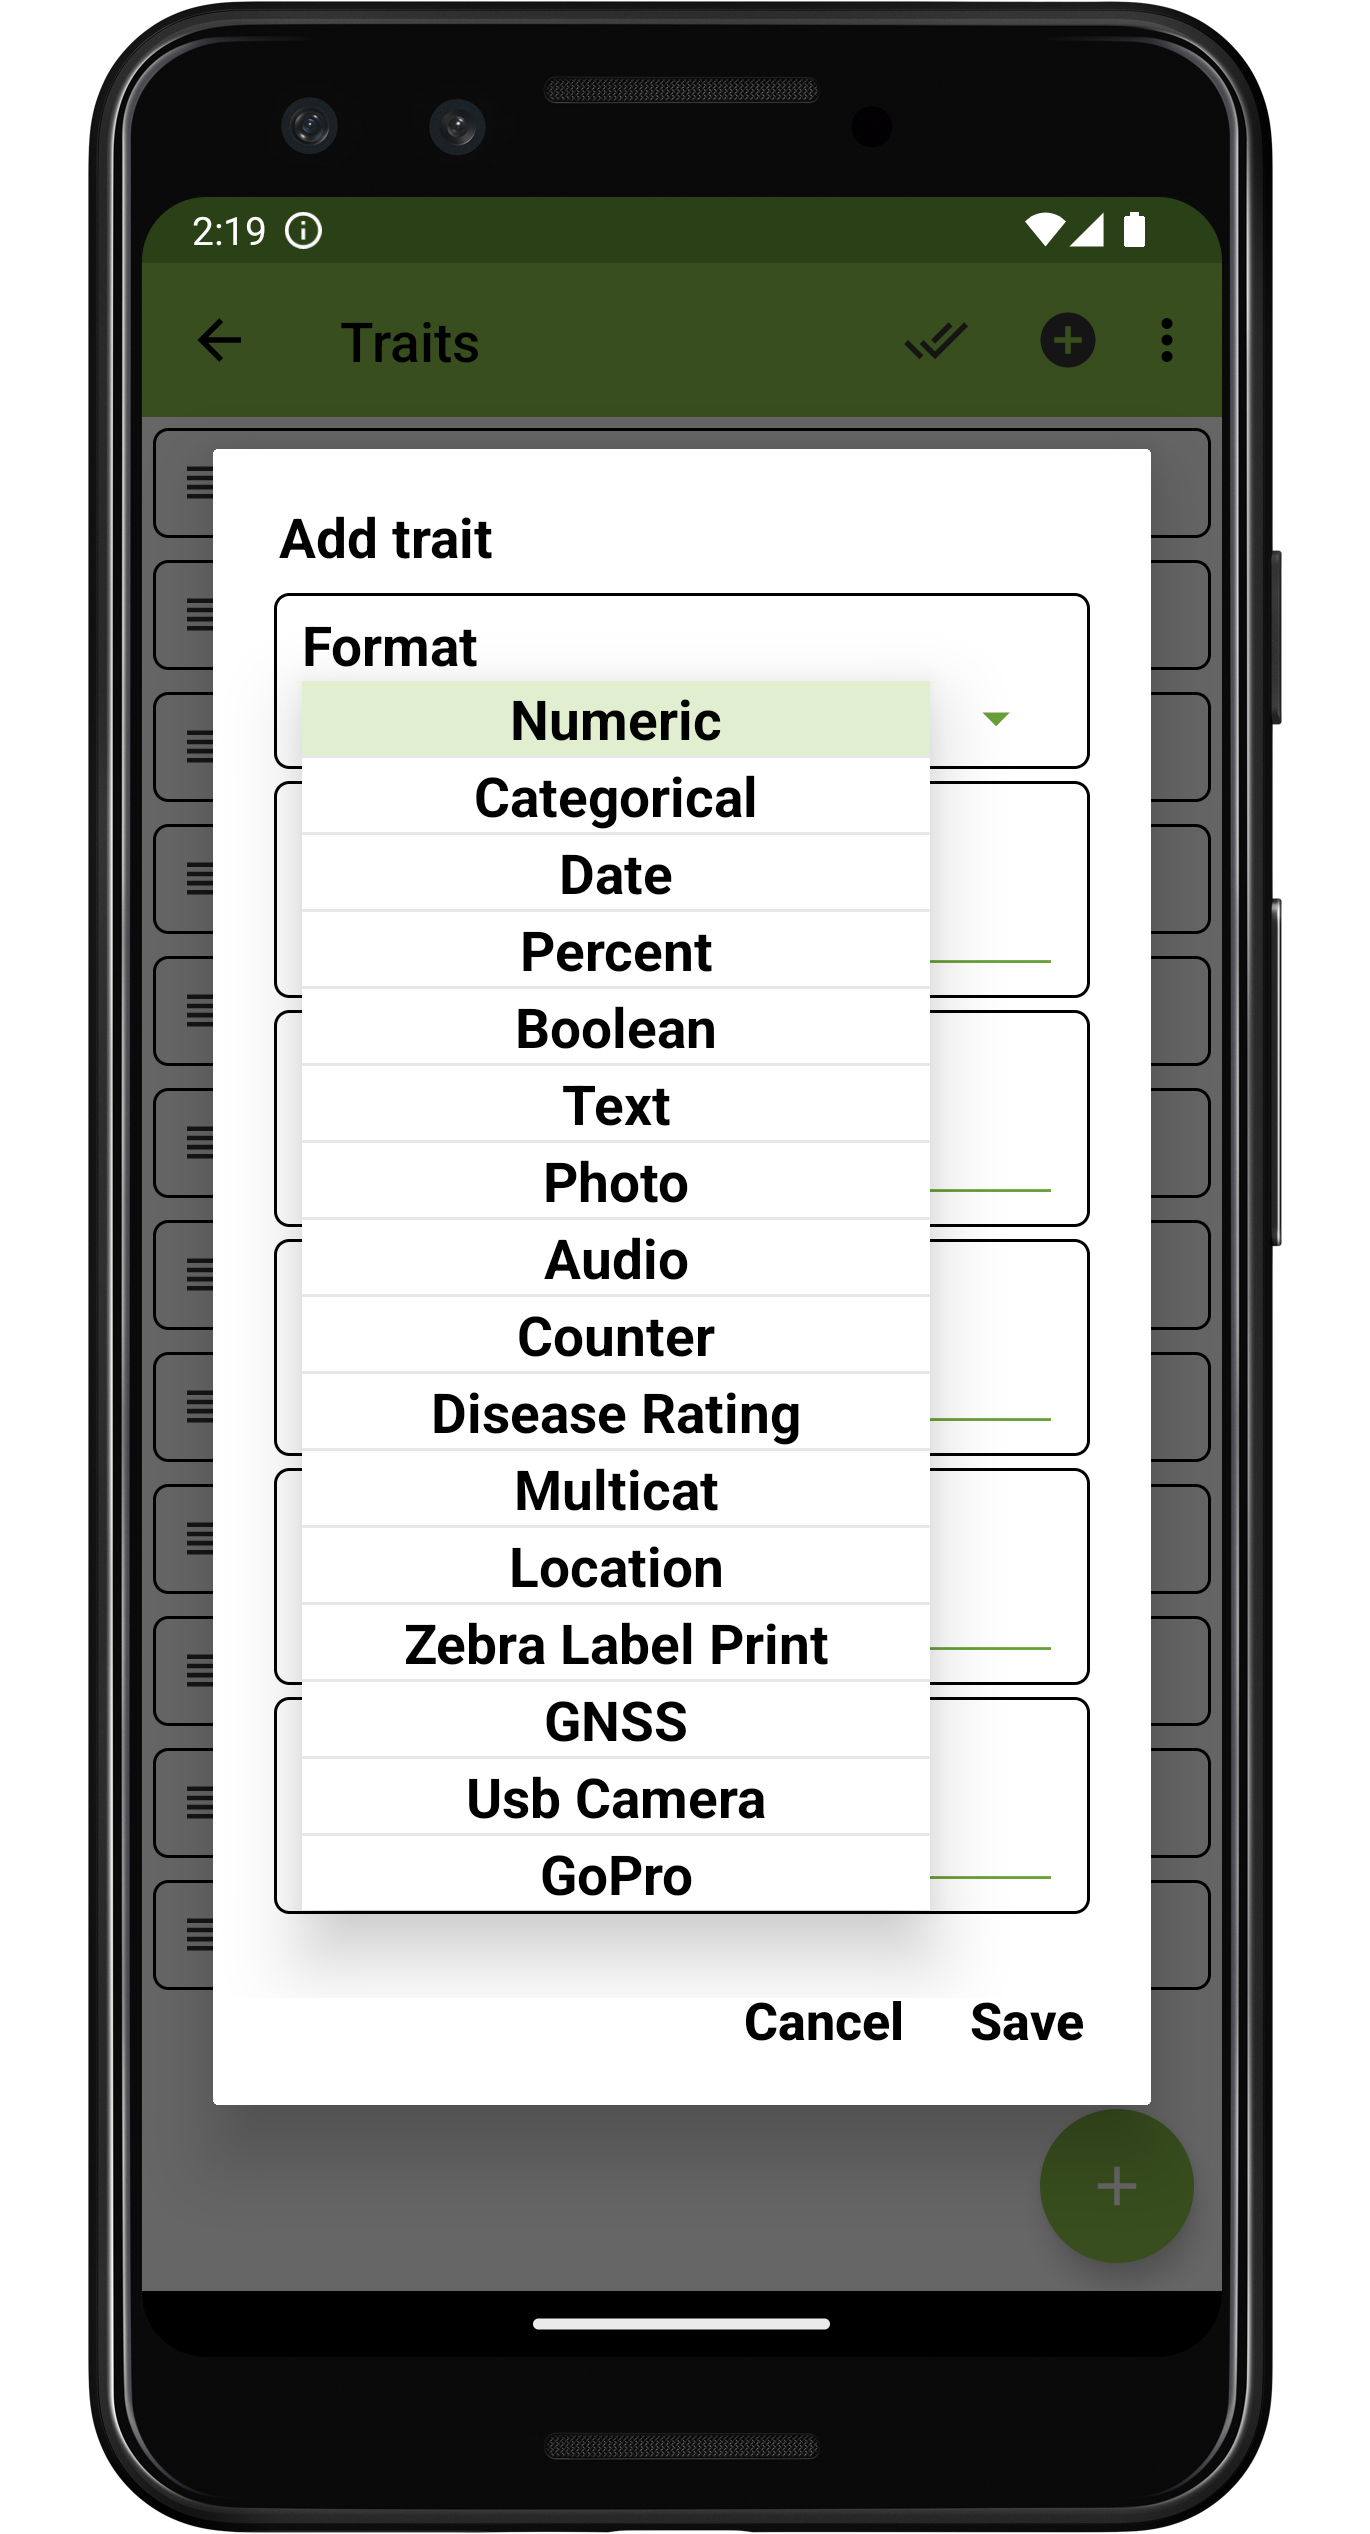 2:19
Traits
Add trait
Format
Numeric
Categorical
Date
Percent
Boolean
Text
Photo
Audio
Counter
Disease Rating
Multicat
Location
Zebra Label Print
GNSS
Usb Camera
GoPro
Cancel Save